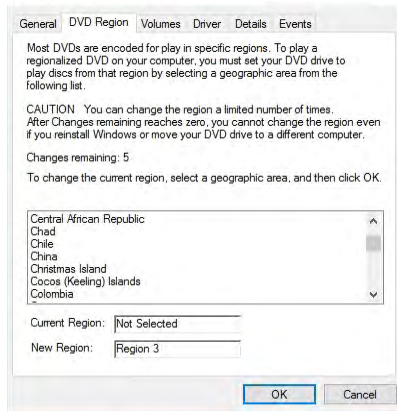 General DVD Region Volumes Driver Details Events
Most DVDs are encoded for play in specific regions. To play a
regionalized DVD on your computer, you must set your DVD drive to
play discs from that region by selecting a geographic area from the
following list.
CAUTION You can change the region a limited number of times.
After Changes remaining reaches zero, you cannot change the region even
if you reinstall Windows or move your DVD drive to a different computer.
Changes remaining: 5
To change the current region, select a geographic area, and then click OK.
Central African Republic
Chad
Chile
China
Christmas Island
Cocos (Keeling) Islands
Colombia
Current Region: Not Selected
New Region: Region 3
OK Cancel